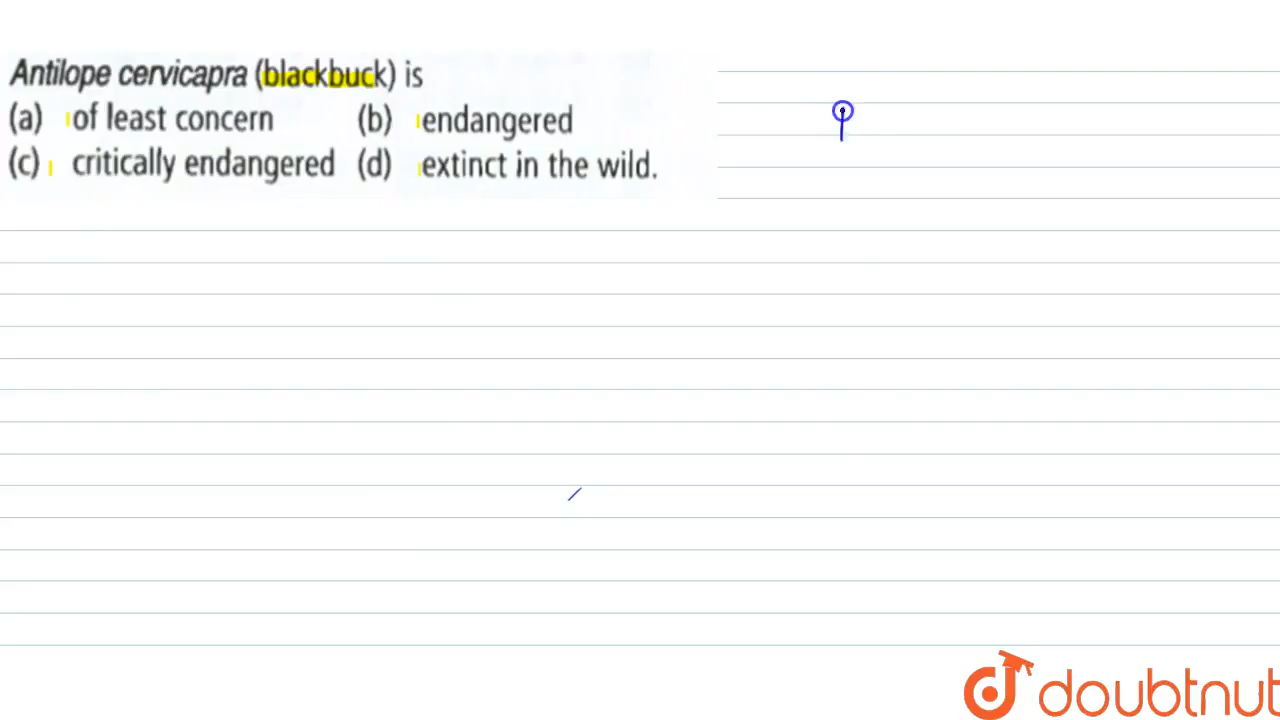 Antilope cervicapra (blackbuck) is
(a) of least concern (b) endangered
(c) critically endangered (d) extinct in the wild.
doubtnut